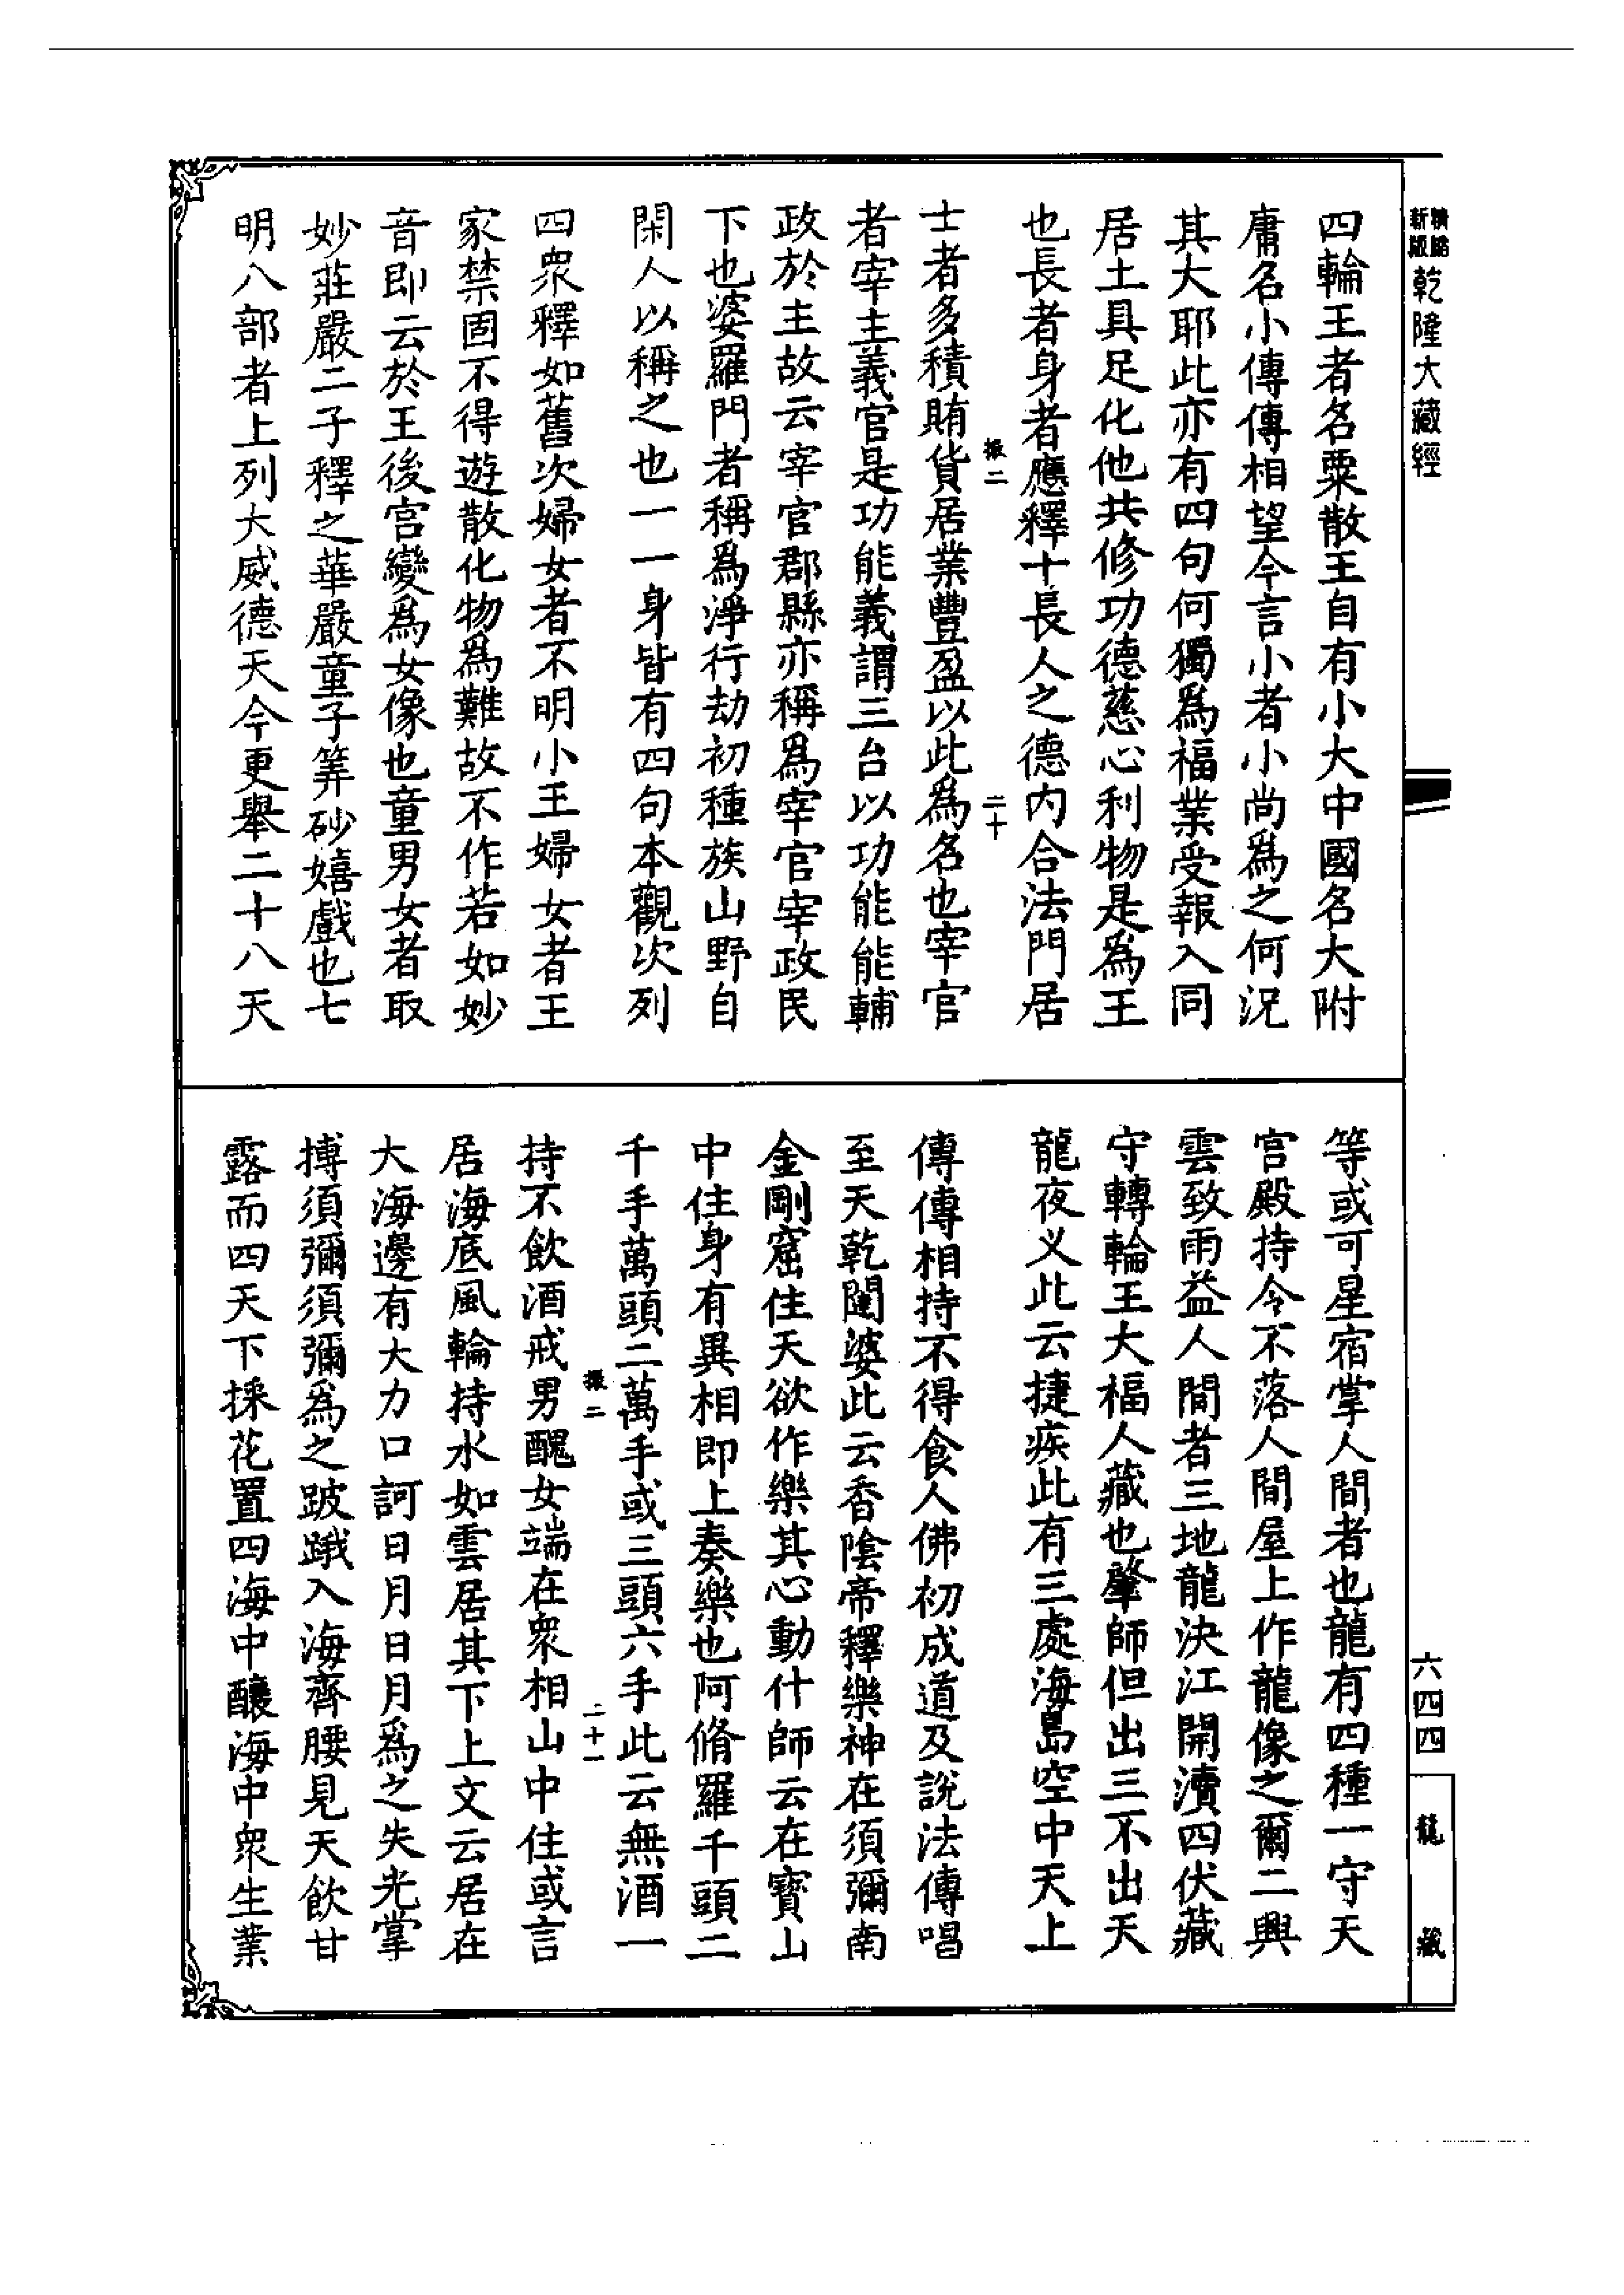 新版
精縮
乾隆大藏經
四輪王者名粟散王自有小大中國名大附
庸名小傳傳相望今言小者小尚為之何況
其大耶此亦有四句何獨為福業受報入同
居土具足化他共修功德慈心利物是為王
也長者身者應釋十長人之德內合法門居
振二
二十
士者多積賄貨居業豐盈以此為名也宰官
者宰主義官是功能義謂三台以功能能輔
政於主故云宰官郡縣亦稱為宰官宰政民
下也婆羅門者稱為淨行劫初種族山野自
閑人以稱之也一一身皆有四句本觀次列
四眾釋如舊次婦女者不明小王婦女者王
家禁固不得遊散化物為難故不作若如妙
音即云於王後宮變為女像也童男女者取
妙莊嚴二子釋之華嚴童子筭砂嬉戲也七
明八部者上列大威德天今更舉二十八天
等或可星宿掌人間者也龍有四種一守天
宮殿持令不落人間屋上作龍像之爾二興
雲致雨益人間者三地龍決江開瀆四伏藏
守轉輪王大福人藏也肇師但出三不出天
龍夜义此云捷疾此有三處海島空中天上
傳傳相持不得食人佛初成道及說法傳唱
至天乾闥婆此云香陰帝釋樂神在須彌南
金剛窟住天欲作樂其心動什師云在寶山
中住身有異相即上奏樂也阿脩羅千頭二
千手萬頭二萬手或三頭六手此云無酒一
振二
二十一
持不飲酒戒男醜女端在眾相山中住或言
居海底風輪持水如雲居其下上文云居在
大海邊有大力口訶日月日月為之失光掌
搏須彌須彌為之跛蹴入海齊腰見天飲甘
露而四天下採花置四海中釀海中眾生業
六四四
龍
藏